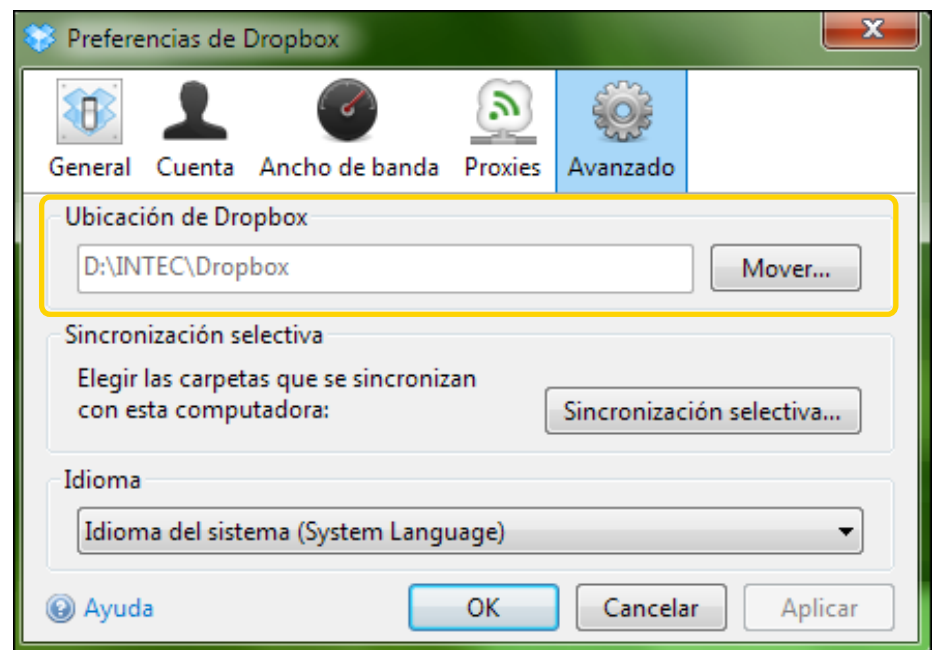 Preferencias de Dropbox
General Cuenta Ancho de banda Proxies Avanzado
Ubicación de Dropbox
D:\INTEC\Dropbox Mover...
Sincronización selectiva
Elegir las carpetas que se sincronizan
con esta computadora: Sincronización selectiva...
Idioma
Idioma del sistema (System Language)
Ayuda OK Cancelar Aplicar